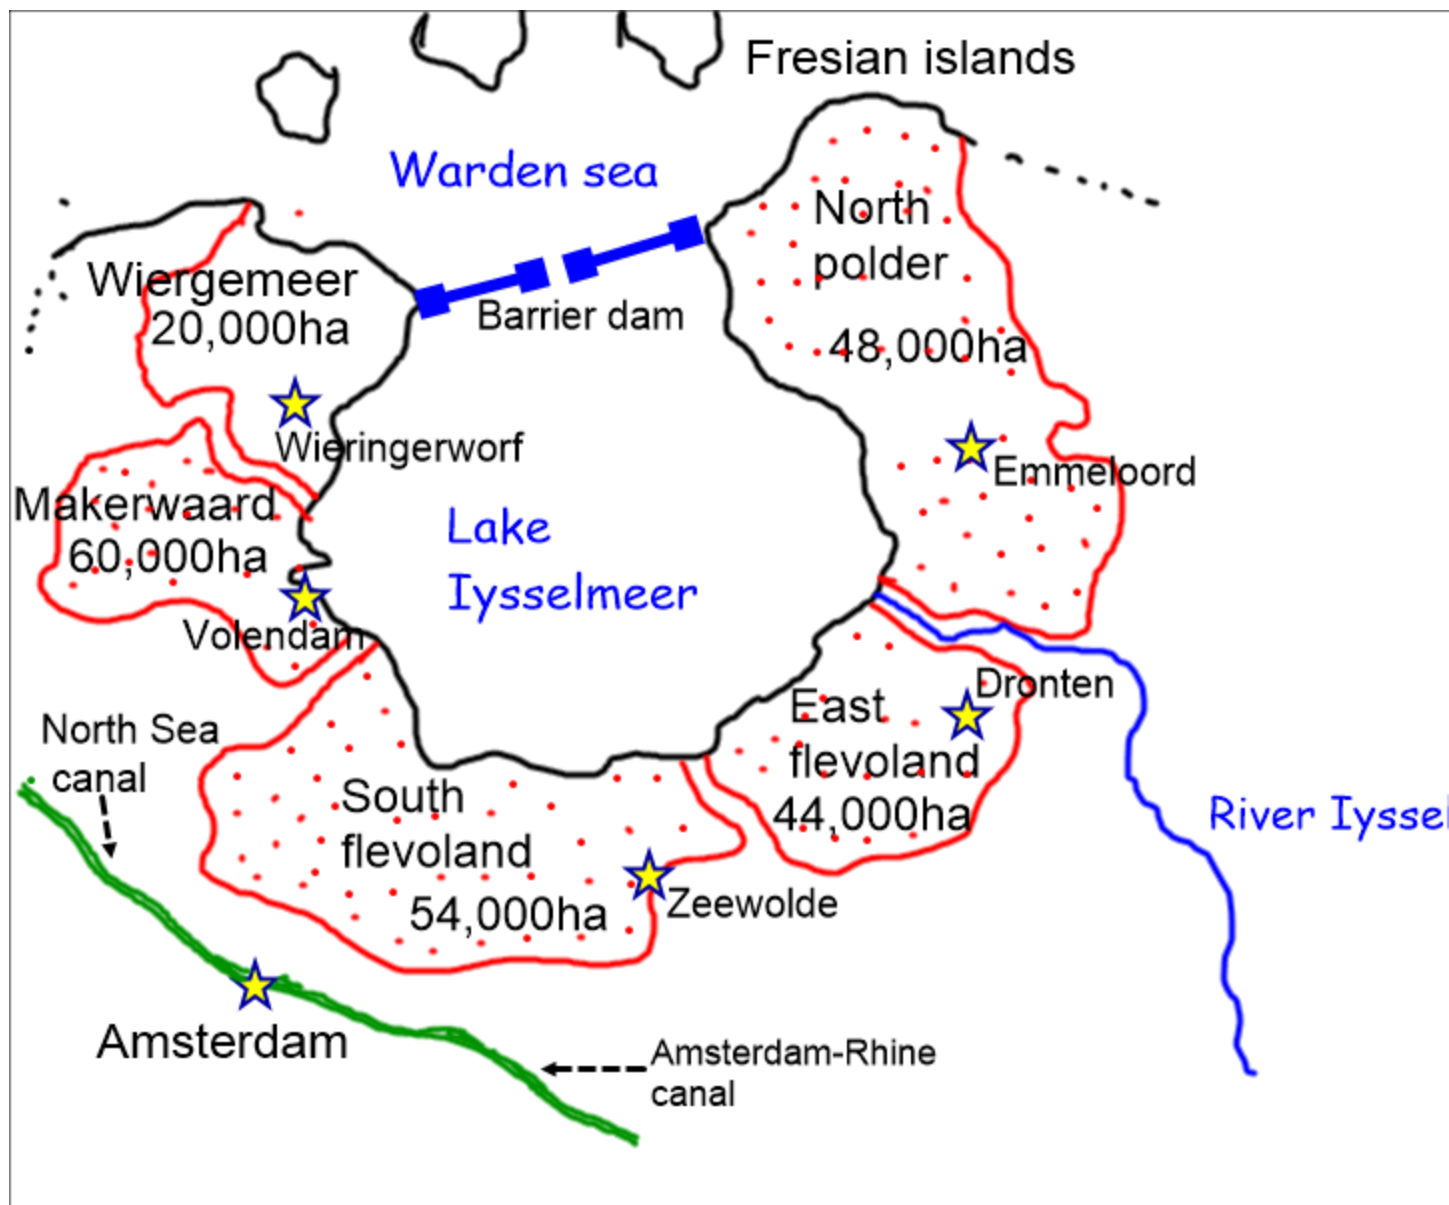 Fresian islands
Warden sea
North
polder
48,000ha
Wiergemeer
20,000ha
Barrier dam
Wieringerworf
Emmeloord
Makerwaard
60,000ha
Lake
Iysselmeer
Volendam
Dronten
East
flevoland
44,000ha
North Sea
canal
South
flevoland
54,000ha
River Iyssel
Zeewolde
Amsterdam
Amsterdam-Rhine
canal